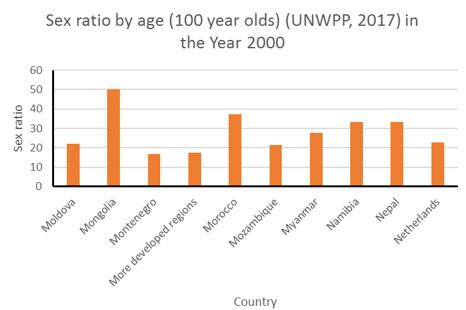 Sex ratio by age (100 year olds) (UNWPP, 2017) in
the Year 2000
60
50
40
30
20
10
0
Sex ratio
Moldova
Mongolia
Montenegro
More developed regions
Morocco
Mozambique
Myanmar
Namibia
Nepal
Netherlands
Country